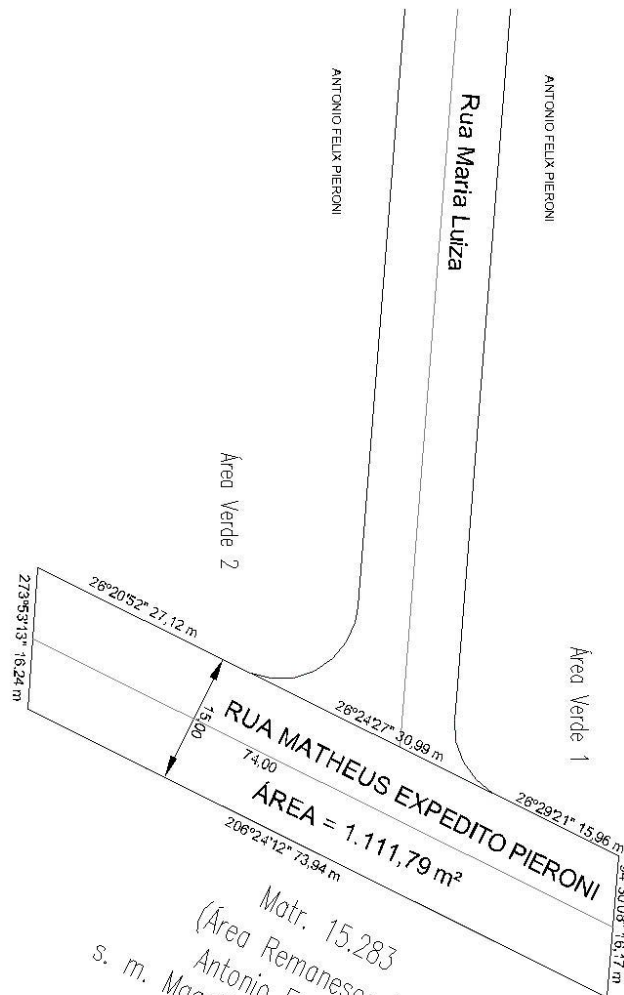 ANTONIO FELIX PIERONI
Rua Maria Luiza
ANTONIO FELIX PIERONI
Área Verde 2
Área Verde 1
26°20'52" 27,12 m
273°53'13" 16,24 m
26°24'27" 30,99 m
26°29'21" 15,96 m
15,00
RUA MATHEUS EXPEDITO PIERONI
74,00
ÁREA = 1.111,79 m²
16,17 m
206°24'12" 73,94 m
Matr. 15.283
(Área
Antonio
s. m.